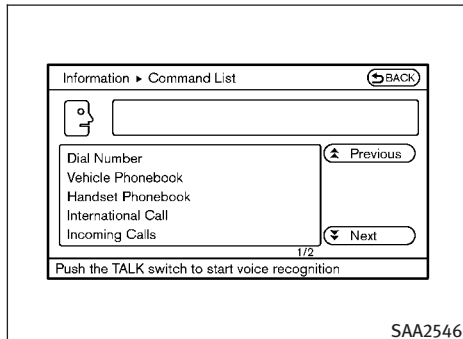 Information ▸ Command List
BACK
Dial Number
Vehicle Phonebook
Handset Phonebook
International Call
Incoming Calls
Previous
Next
1/2
Push the TALK switch to start voice recognition
SAA2546